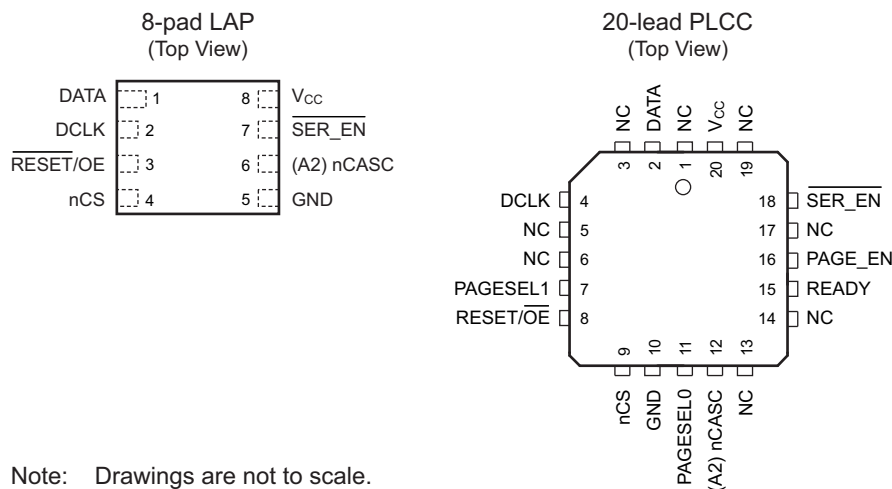 8-pad LAP
(Top View)
DATA 1
DCLK 2
RESET/OE 3
nCS 4
8 VCC
7 SER_EN
6 (A2) nCASC
5 GND
20-lead PLCC
(Top View)
NC DATA NC VCC NC
3 2 1 20 19
DCLK 4
NC 5
NC 6
PAGESEL1 7
RESET/OE 8
18 SER_EN
17 NC
16 PAGE_EN
15 READY
14 NC
9 10 11 12 13
nCS GND PAGESEL0 (A2) nCASC NC
Note: Drawings are not to scale.